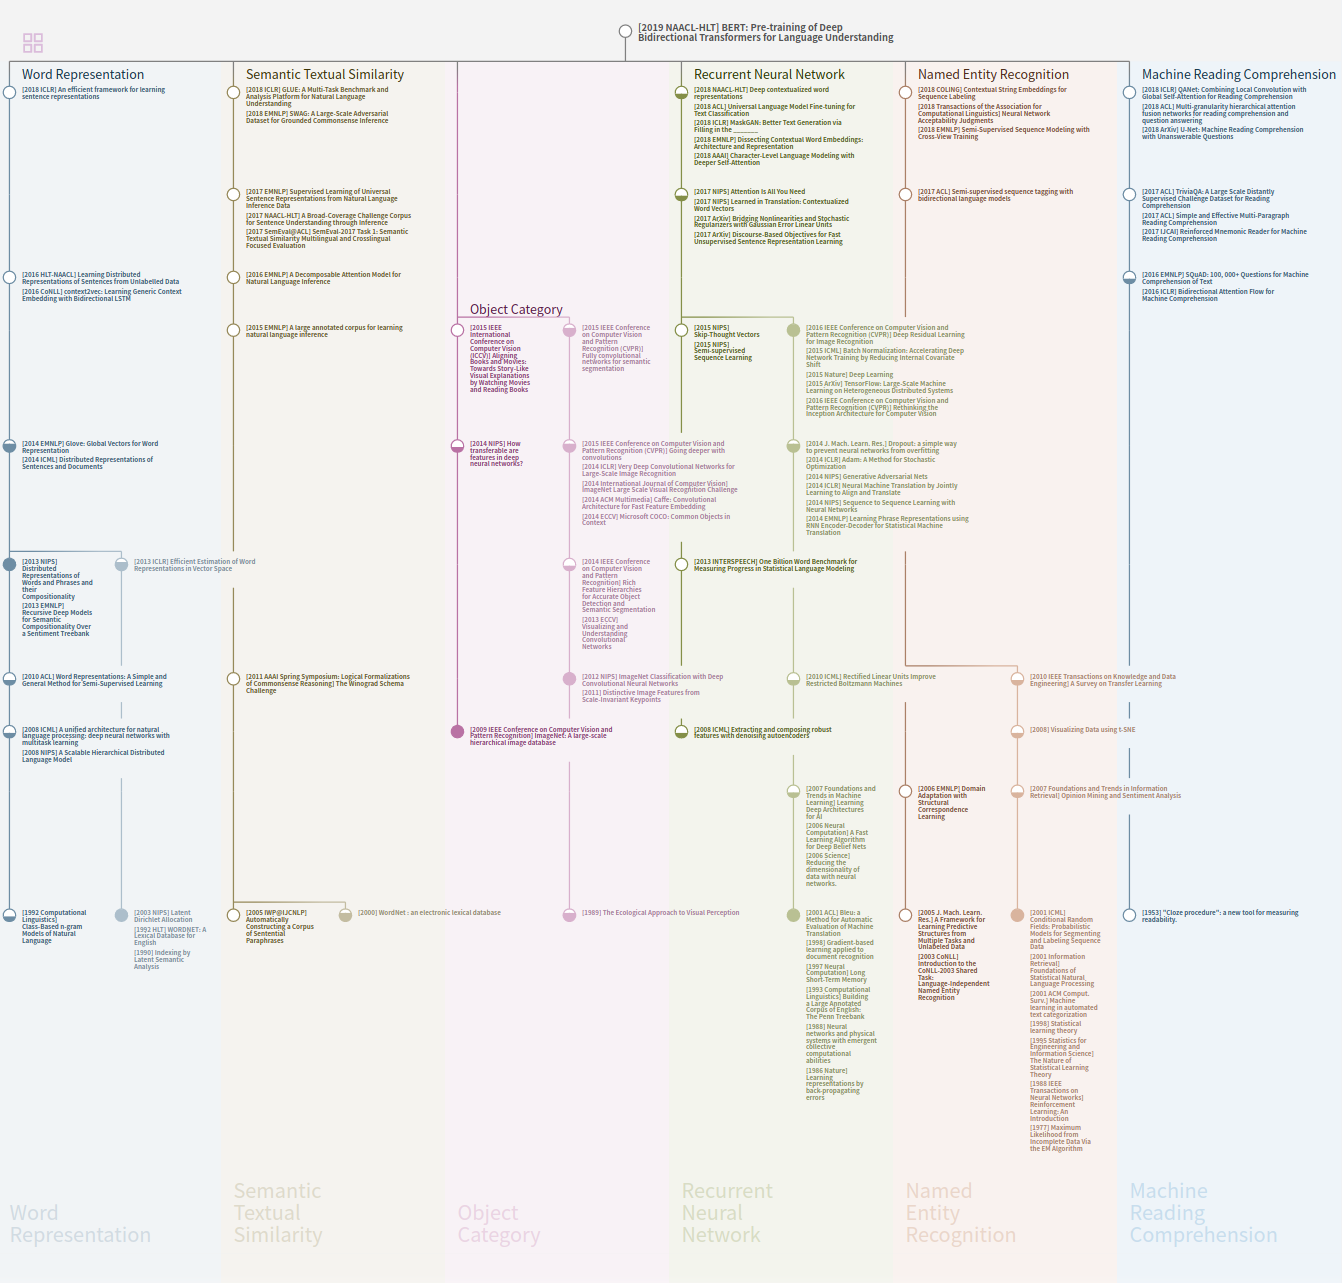 [2019 NAACL-HLT] BERT: Pre-training of Deep
Bidirectional Transformers for Language Understanding
Word Representation
[2018 ICLR] An efficient framework for learning
sentence representations
[2016 HLT-NAACL] Learning Distributed
Representations of Sentences from Unlabelled Data
[2016 CoNLL] context2vec: Learning Generic Context
Embedding with Bidirectional LSTM
[2014 EMNLP] Glove: Global Vectors for Word
Representation
[2014 ICML] Distributed Representations of
Sentences and Documents
[2013 NIPS]
Distributed
Representations of
Words and Phrases and
their
Compositionality
[2013 EMNLP]
Recursive Deep Models
for Semantic
Compositionality Over
a Sentiment Treebank
[2013 ICLR] Efficient Estimation of Word
Representations in Vector Space
[2010 ACL] Word Representations: A Simple and
General Method for Semi-Supervised Learning
[2008 ICML] A unified architecture for natural
language processing: deep neural networks with
multitask learning
[2008 NIPS] A Scalable Hierarchical Distributed
Language Model
[1992 Computational
Linguistics]
Class-Based n-gram
Models of Natural
Language
[2003 NIPS] Latent
Dirichlet Allocation
[1992 HLT] WORDNET: A
Lexical Database for
English
[1990] Indexing by
Latent Semantic
Analysis
Semantic Textual Similarity
[2018 ICLR] GLUE: A Multi-Task Benchmark and
Analysis Platform for Natural Language
Understanding
[2018 EMNLP] SWAG: A Large-Scale Adversarial
Dataset for Grounded Commonsense Inference
[2017 EMNLP] Supervised Learning of Universal
Sentence Representations from Natural Language
Inference Data
[2017 NAACL-HLT] A Broad-Coverage Challenge Corpus
for Sentence Understanding through Inference
[2017 SemEval@ACL] SemEval-2017 Task 1: Semantic
Textual Similarity Multilingual and Crosslingual
Focused Evaluation
[2016 EMNLP] A Decomposable Attention Model for
Natural Language Inference
[2015 EMNLP] A large annotated corpus for learning
natural language inference
[2011 AAAI Spring Symposium: Logical Formalizations
of Commonsense Reasoning] The Winograd Schema
Challenge
[2005 IWP@IJCNLP]
Automatically
Constructing a Corpus
of Sentential
Paraphrases
[2000] WordNet : an electronic lexical database
Object Category
[2015 IEEE
International
Conference on
Computer Vision
(ICCV)] Aligning
Books and Movies:
Towards Story-Like
Visual Explanations
by Watching Movies
and Reading Books
[2015 IEEE Conference
on Computer Vision
and Pattern
Recognition (CVPR)]
Fully convolutional
networks for semantic
segmentation
[2014 NIPS] How
transferable are
features in deep
neural networks?
[2015 IEEE Conference on Computer Vision and
Pattern Recognition (CVPR)] Going deeper with
convolutions
[2014 ICLR] Very Deep Convolutional Networks for
Large-Scale Image Recognition
[2014 International Journal of Computer Vision]
ImageNet Large Scale Visual Recognition Challenge
[2014 ACM Multimedia] Caffe: Convolutional
Architecture for Fast Feature Embedding
[2014 ECCV] Microsoft COCO: Common Objects in
Context
[2014 IEEE Conference
on Computer Vision
and Pattern
Recognition] Rich
Feature Hierarchies
for Accurate Object
Detection and
Semantic Segmentation
[2013 ECCV]
Visualizing and
Understanding
Convolutional
Networks
[2012 NIPS] ImageNet Classification with Deep
Convolutional Neural Networks
[2011] Distinctive Image Features from
Scale-Invariant Keypoints
[2009 IEEE Conference on Computer Vision and
Pattern Recognition] ImageNet: A large-scale
hierarchical image database
[1989] The Ecological Approach to Visual Perception
Recurrent Neural Network
[2018 NAACL-HLT] Deep contextualized word
representations
[2018 ACL] Universal Language Model Fine-tuning for
Text Classification
[2018 ICLR] MaskGAN: Better Text Generation via
Filling in the _______
[2018 EMNLP] Dissecting Contextual Word Embeddings:
Architecture and Representation
[2018 AAAI] Character-Level Language Modeling with
Deeper Self-Attention
[2017 NIPS] Attention Is All You Need
[2017 NIPS] Learned in Translation: Contextualized
Word Vectors
[2017 ArXiv] Bridging Nonlinearities and Stochastic
Regularizers with Gaussian Error Linear Units
[2017 ArXiv] Discourse-Based Objectives for Fast
Unsupervised Sentence Representation Learning
[2015 NIPS]
Skip-Thought Vectors
[2015 NIPS]
Semi-supervised
Sequence Learning
[2016 IEEE Conference on Computer Vision and
Pattern Recognition (CVPR)] Deep Residual Learning
for Image Recognition
[2015 ICML] Batch Normalization: Accelerating Deep
Network Training by Reducing Internal Covariate
Shift
[2015 Nature] Deep Learning
[2015 ArXiv] TensorFlow: Large-Scale Machine
Learning on Heterogeneous Distributed Systems
[2016 IEEE Conference on Computer Vision and
Pattern Recognition (CVPR)] Rethinking the
Inception Architecture for Computer Vision
[2014 J. Mach. Learn. Res.] Dropout: a simple way
to prevent neural networks from overfitting
[2014 ICLR] Adam: A Method for Stochastic
Optimization
[2014 NIPS] Generative Adversarial Nets
[2014 ICLR] Neural Machine Translation by Jointly
Learning to Align and Translate
[2014 NIPS] Sequence to Sequence Learning with
Neural Networks
[2014 EMNLP] Learning Phrase Representations using
RNN Encoder-Decoder for Statistical Machine
Translation
[2013 INTERSPEECH] One Billion Word Benchmark for
Measuring Progress in Statistical Language Modeling
[2010 ICML] Rectified Linear Units Improve
Restricted Boltzmann Machines
[2008 ICML] Extracting and composing robust
features with denoising autoencoders
[2007 Foundations and
Trends in Machine
Learning] Learning
Deep Architectures
for AI
[2006 Neural
Computation] A Fast
Learning Algorithm
for Deep Belief Nets
[2006 Science]
Reducing the
dimensionality of
data with neural
networks.
[2001 ACL] Bleu: a
Method for Automatic
Evaluation of Machine
Translation
[1998] Gradient-based
learning applied to
document recognition
[1997 Neural
Computation] Long
Short-Term Memory
[1993 Computational
Linguistics] Building
a Large Annotated
Corpus of English:
The Penn Treebank
[1988] Neural
networks and physical
systems with emergent
collective
computational
abilities
[1986 Nature]
Learning
representations by
back-propagating
errors
Named Entity Recognition
[2018 COLING] Contextual String Embeddings for
Sequence Labeling
[2018 Transactions of the Association for
Computational Linguistics] Neural Network
Acceptability Judgments
[2018 EMNLP] Semi-Supervised Sequence Modeling with
Cross-View Training
[2017 ACL] Semi-supervised sequence tagging with
bidirectional language models
[2010 IEEE Transactions on Knowledge and Data
Engineering] A Survey on Transfer Learning
[2008] Visualizing Data using t-SNE
[2006 EMNLP] Domain
Adaptation with
Structural
Correspondence
Learning
[2007 Foundations and Trends in Information
Retrieval] Opinion Mining and Sentiment Analysis
[2005 J. Mach. Learn.
Res.] A Framework for
Learning Predictive
Structures from
Multiple Tasks and
Unlabeled Data
[2003 CoNLL]
Introduction to the
CoNLL-2003 Shared
Task:
Language-Independent
Named Entity
Recognition
[2001 ICML]
Conditional Random
Fields: Probabilistic
Models for Segmenting
and Labeling Sequence
Data
[2001 Information
Retrieval]
Foundations of
Statistical Natural
Language Processing
[2001 ACM Comput.
Surv.] Machine
learning in automated
text categorization
[1998] Statistical
learning theory
[1995 Statistics for
Engineering and
Information Science]
The Nature of
Statistical Learning
Theory
[1988 IEEE
Transactions on
Neural Networks]
Reinforcement
Learning: An
Introduction
[1977] Maximum
Likelihood from
Incomplete Data Via
the EM Algorithm
Machine Reading Comprehension
[2018 ICLR] QANet: Combining Local Convolution with
Global Self-Attention for Reading Comprehension
[2018 ACL] Multi-granularity hierarchical attention
fusion networks for reading comprehension and
question answering
[2018 ArXiv] U-Net: Machine Reading Comprehension
with Unanswerable Questions
[2017 ACL] TriviaQA: A Large Scale Distantly
Supervised Challenge Dataset for Reading
Comprehension
[2017 ACL] Simple and Effective Multi-Paragraph
Reading Comprehension
[2017 IJCAI] Reinforced Mnemonic Reader for Machine
Reading Comprehension
[2016 EMNLP] SQuAD: 100, 000+ Questions for Machine
Comprehension of Text
[2016 ICLR] Bidirectional Attention Flow for
Machine Comprehension
[1953] "Cloze procedure": a new tool for measuring
readability.
Word
Representation
Semantic
Textual
Similarity
Object
Category
Recurrent
Neural
Network
Named
Entity
Recognition
Machine
Reading
Comprehension